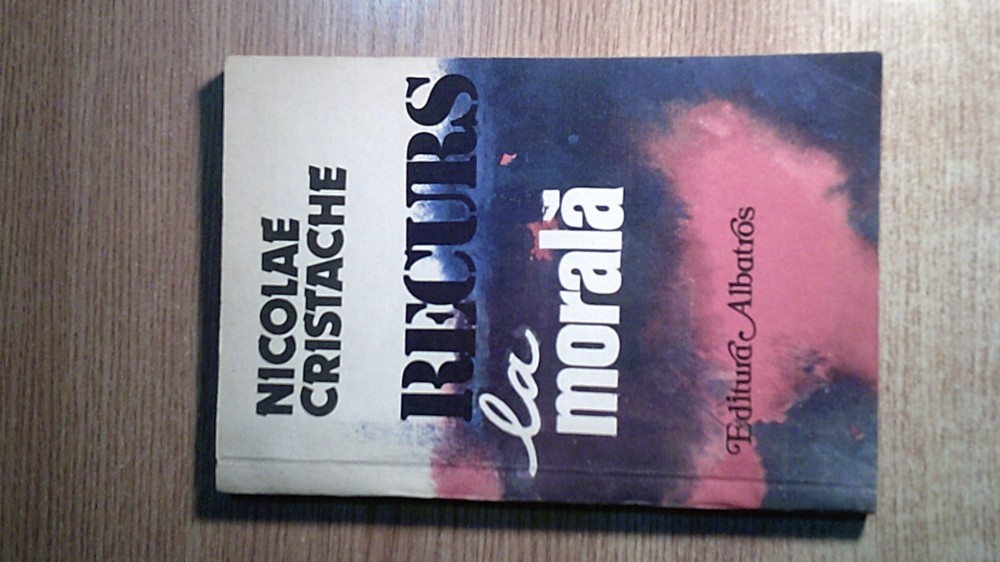 NICOLAE
CRISTACHE
RECURS
la
morală
Editura Albatros